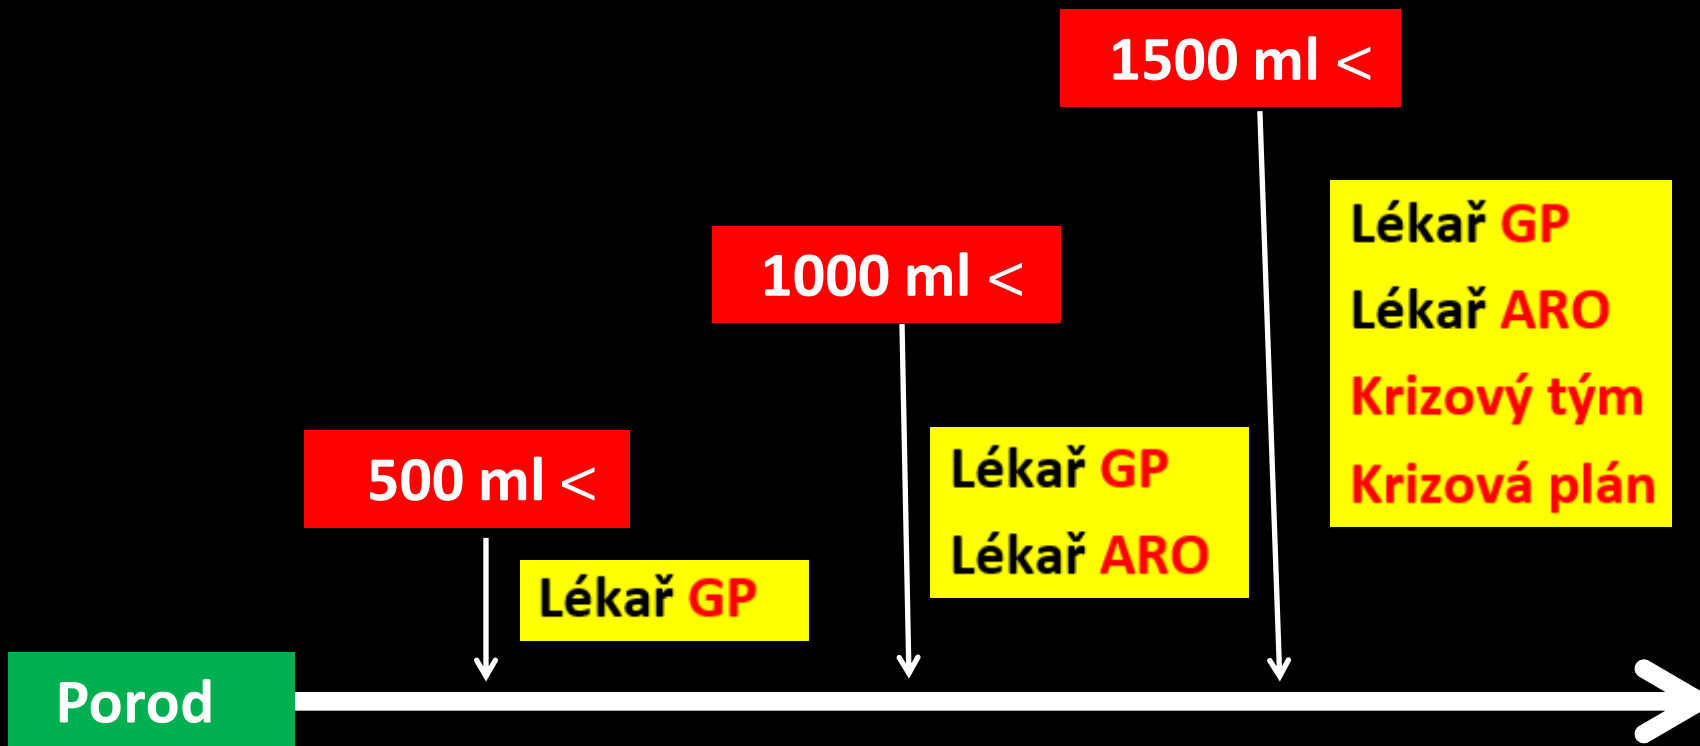 1500 ml <
Lékař GP
Lékař ARO
Krizový tým
Krizová plán
1000 ml <
Lékař GP
Lékař ARO
500 ml <
Lékař GP
Porod